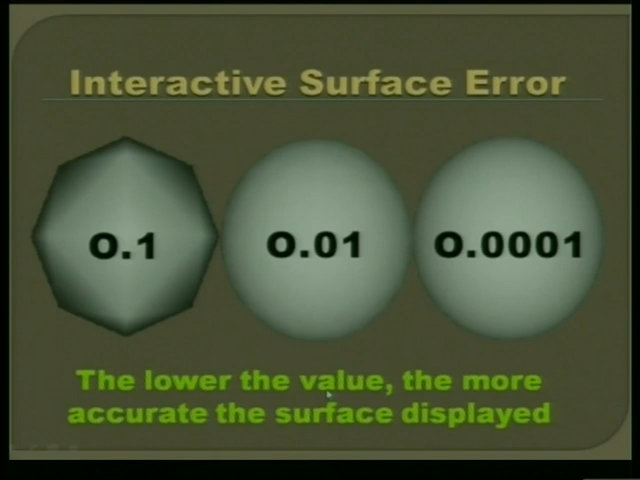 Interactive Surface Error
0.1
0.01
0.0001
The lower the value, the more
accurate the surface displayed